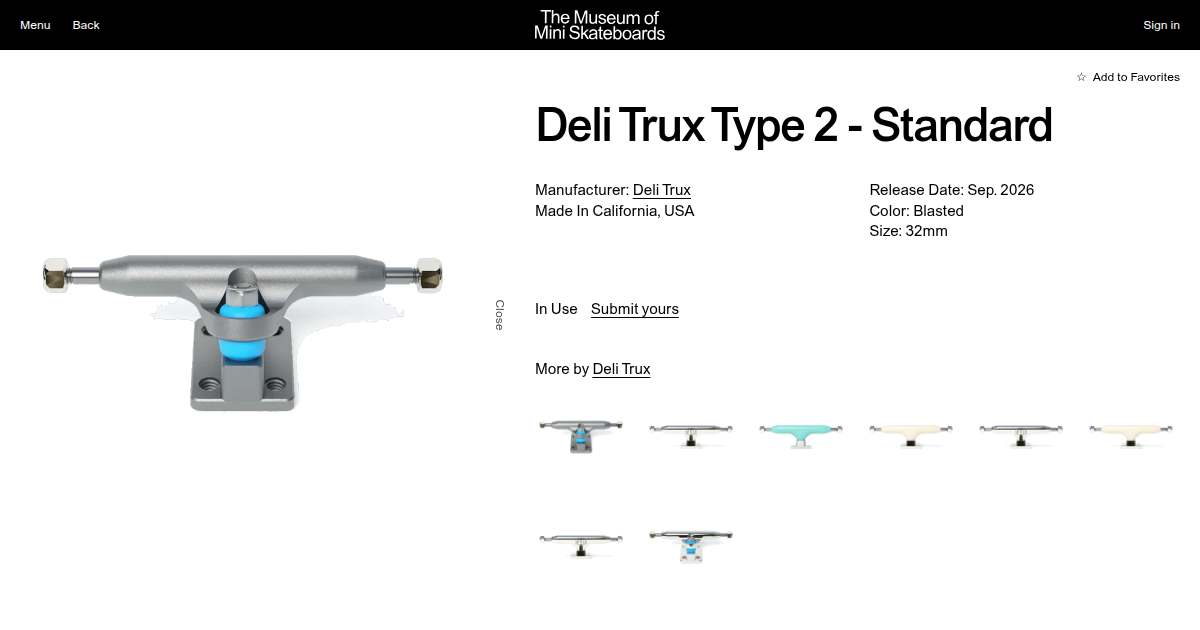 Menu Back
The Museum of
Mini Skateboards
Sign in
☆ Add to Favorites
Deli Trux Type 2 - Standard
Manufacturer: Deli Trux
Made In California, USA
Release Date: Sep. 2026
Color: Blasted
Size: 32mm
Close
In Use Submit yours
More by Deli Trux